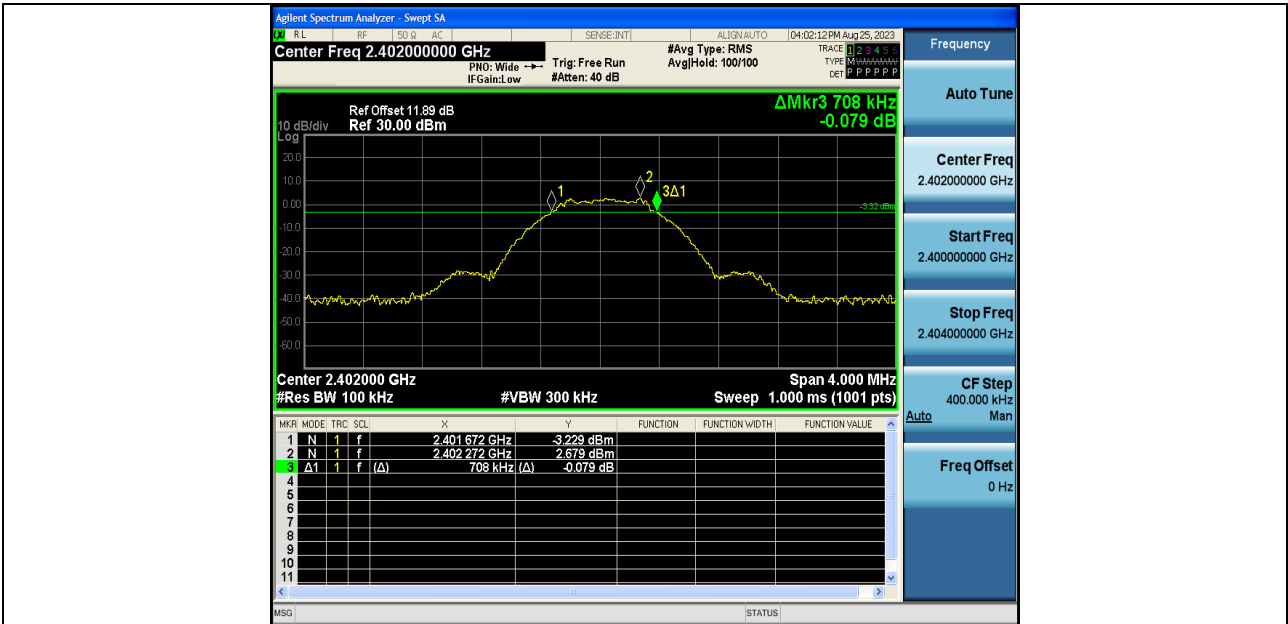 Agilent Spectrum Analyzer - Swept SA
RL RF 50 Ω AC SENSE:INT ALIGN AUTO 04:02:12 PM Aug 25, 2023
Center Freq 2.402000000 GHz
PNO: Wide
IFGain:Low
Trig: Free Run
#Atten: 40 dB
#Avg Type: RMS
Avg|Hold: 100/100
TRACE 1 2 3 4 5 6
TYPE M
DET P P P P P P
Frequency
Auto Tune
Center Freq
2.402000000 GHz
Start Freq
2.400000000 GHz
Stop Freq
2.404000000 GHz
CF Step
400.000 kHz
Auto Man
Freq Offset
0 Hz
ΔMkr3 708 kHz
-0.079 dB
Ref Offset 11.89 dB
10 dB/div Ref 30.00 dBm
Log
20.0
10.0
0.00
-10.0
-20.0
-30.0
-40.0
-50.0
-60.0
1
2
3Δ1
-3.32 dBm
Center 2.402000 GHz Span 4.000 MHz
#Res BW 100 kHz #VBW 300 kHz Sweep 1.000 ms (1001 pts)
MKR MODE TRC SCL X Y FUNCTION FUNCTION WIDTH FUNCTION VALUE
1 N 1 f 2.401 672 GHz -3.229 dBm
2 N 1 f 2.402 272 GHz 2.679 dBm
3 Δ1 1 f (Δ) 708 kHz (Δ) -0.079 dB
4
5
6
7
8
9
10
11
MSG STATUS